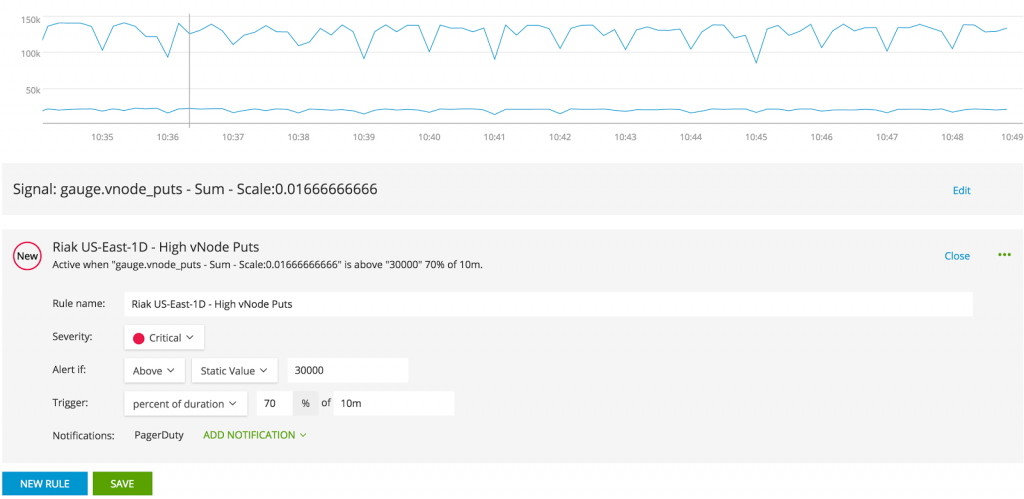 150k
100k
50k
10:35 10:36 10:37 10:38 10:39 10:40 10:41 10:42 10:43 10:44 10:45 10:46 10:47 10:48 10:49
Signal: gauge.vnode_puts - Sum - Scale:0.01666666666
Edit
New
Riak US-East-1D - High vNode Puts
Active when "gauge.vnode_puts - Sum - Scale:0.01666666666" is above "30000" 70% of 10m.
Close
Rule name: Riak US-East-1D - High vNode Puts
Severity: Critical
Alert if: Above Static Value 30000
Trigger: percent of duration 70 % of 10m
Notifications: PagerDuty ADD NOTIFICATION
NEW RULE SAVE